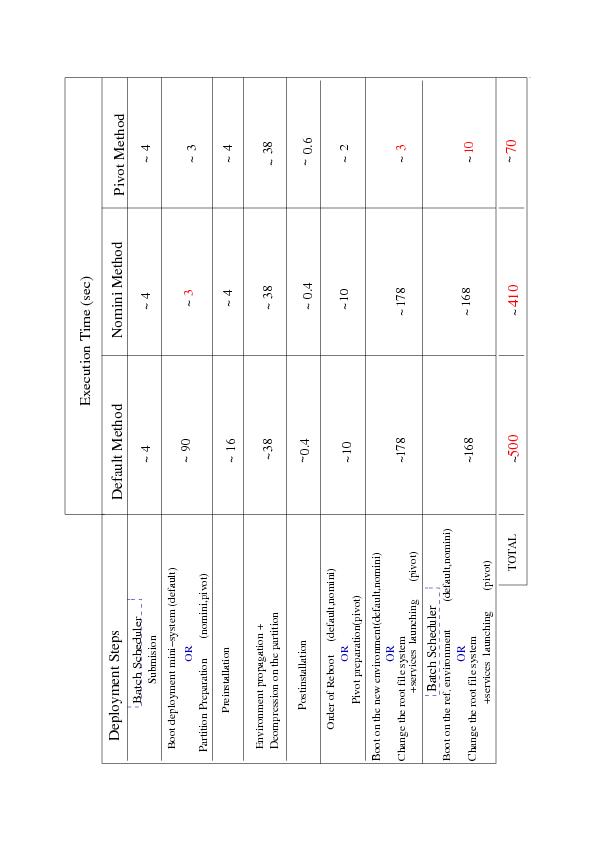 Execution Time (sec)
Deployment Steps Default Method Nomini Method Pivot Method
Batch Scheduler
Submision ~ 4 ~ 4 ~ 4
Boot deployment mini-system (default)
OR ~ 90 ~ 3 ~ 3
Partition Preparation (nomini,pivot)
Preinstallation ~ 16 ~ 4 ~ 4
Environment propagation +
Dcompression on the partition ~38 ~ 38 ~ 38
Postinstallation ~0.4 ~ 0.4 ~ 0.6
Order of Reboot (default,nomini)
OR ~10 ~10 ~ 2
Pivot preparation(pivot)
Boot on the new environment(default,nomini)
OR ~178 ~ 178 ~ 3
Change the root file system
+services launching (pivot)
Batch Scheduler
Boot on the ref. environment (default,nomini)
OR ~168 ~ 168 ~ 10
Change the root file system
+services launching (pivot)
TOTAL ~500 ~ 410 ~ 70